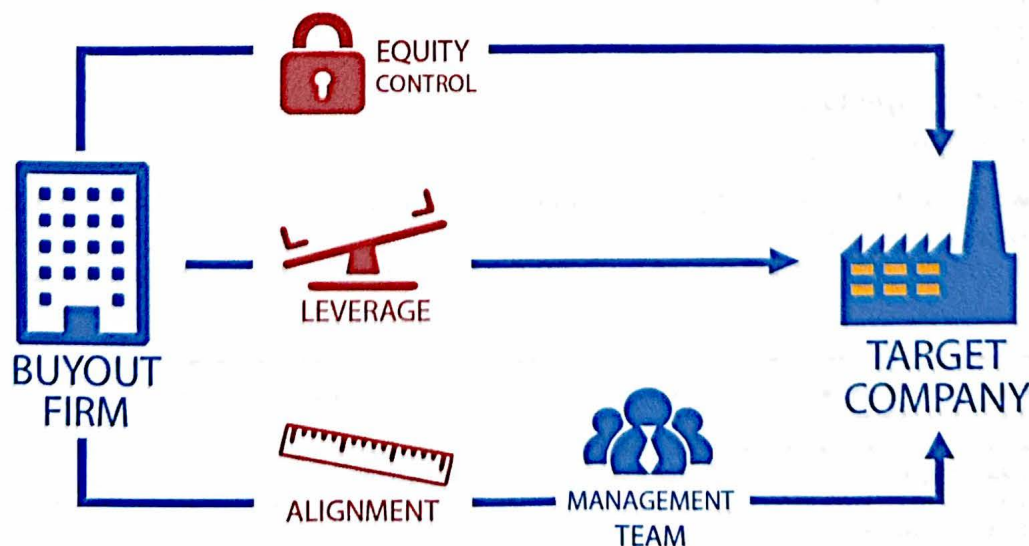 EQUITY
CONTROL
LEVERAGE
BUYOUT
FIRM
TARGET
COMPANY
ALIGNMENT
MANAGEMENT
TEAM